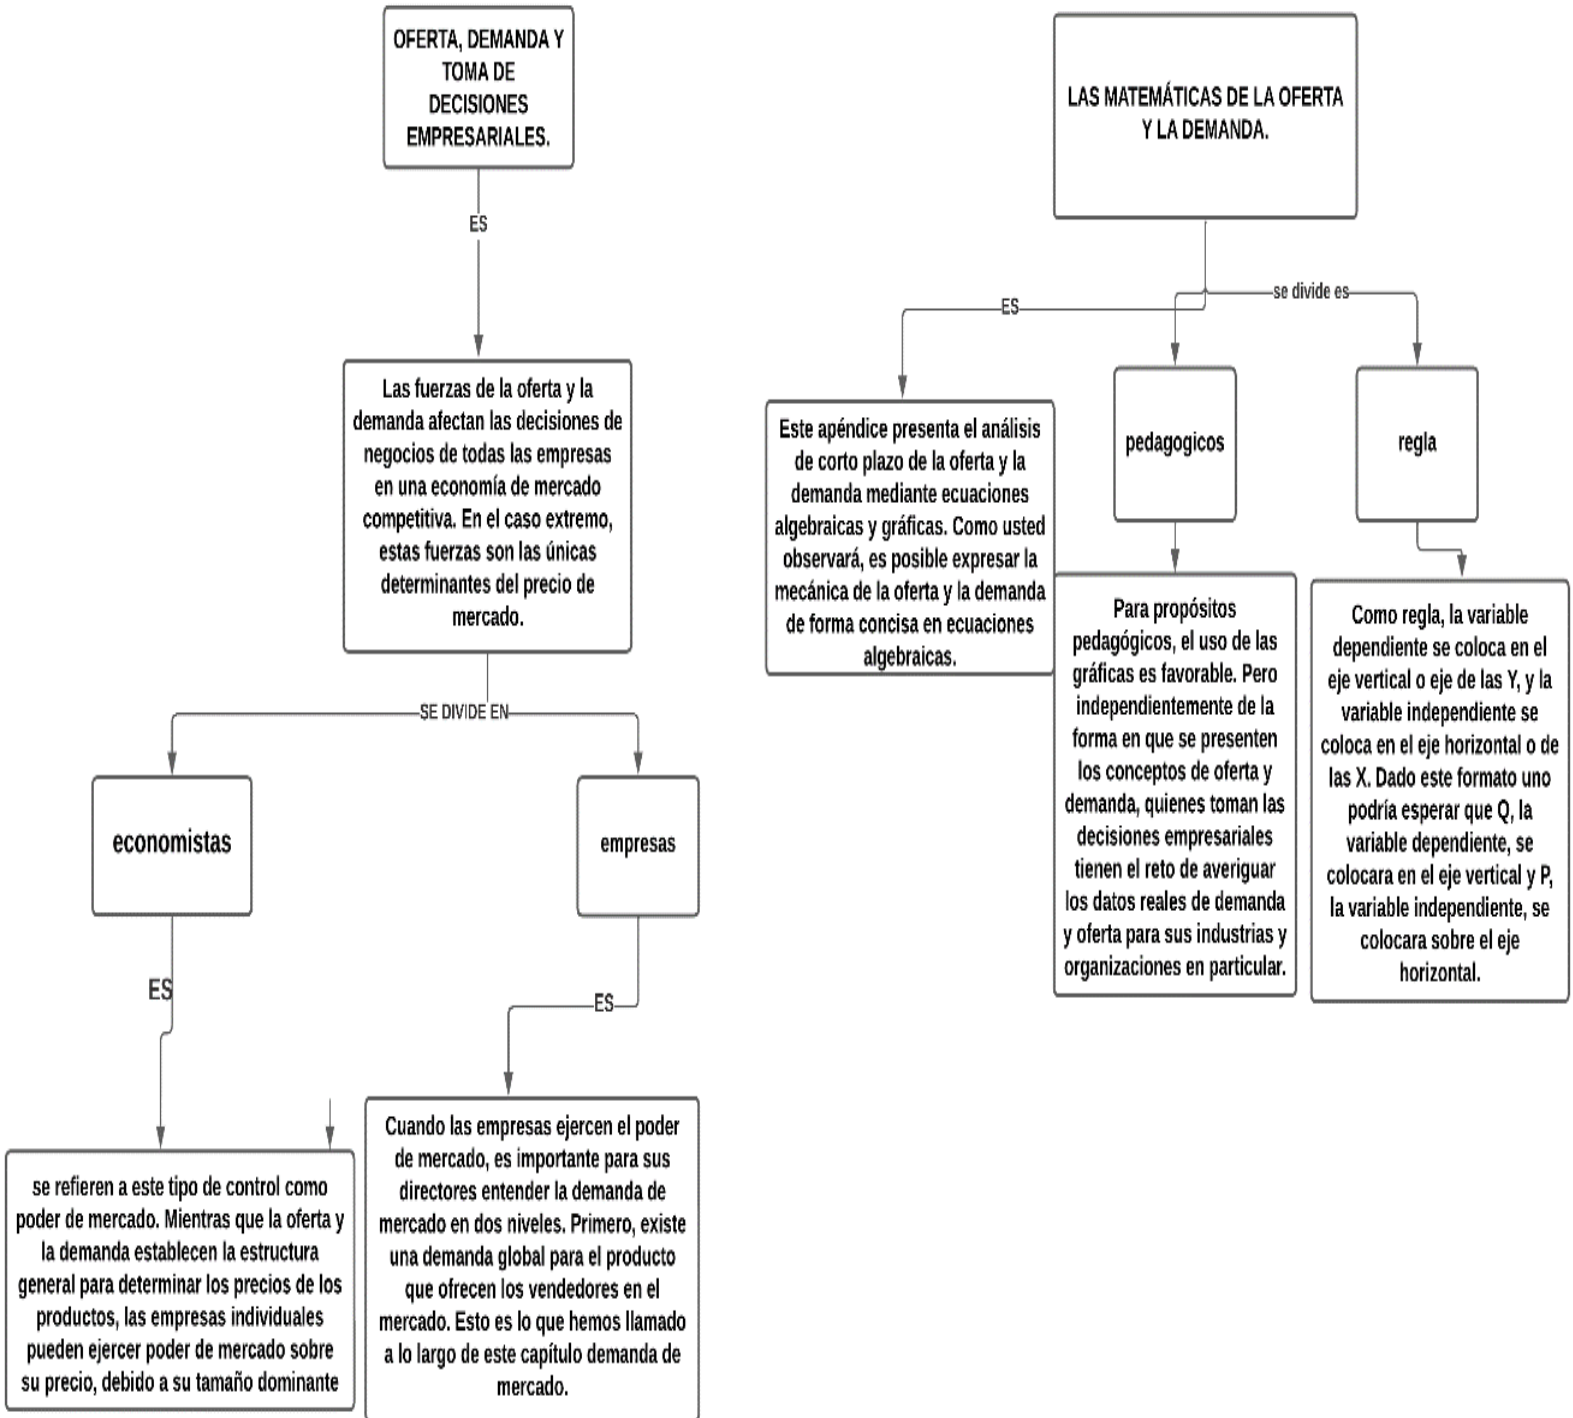 OFERTA, DEMANDA Y
TOMA DE
DECISIONES
EMPRESARIALES.
ES
Las fuerzas de la oferta y la
demanda afectan las decisiones de
negocios de todas las empresas
en una economía de mercado
competitiva. En el caso extremo,
estas fuerzas son las únicas
determinantes del precio de
mercado.
SE DIVIDE EN
economistas
empresas
ES
ES
se refieren a este tipo de control como
poder de mercado. Mientras que la oferta y
la demanda establecen la estructura
general para determinar los precios de los
productos, las empresas individuales
pueden ejercer poder de mercado sobre
su precio, debido a su tamaño dominante
Cuando las empresas ejercen el poder
de mercado, es importante para sus
directores entender la demanda de
mercado en dos niveles. Primero, existe
una demanda global para el producto
que ofrecen los vendedores en el
mercado. Esto es lo que hemos llamado
a lo largo de este capítulo demanda de
mercado.
LAS MATEMÁTICAS DE LA OFERTA
Y LA DEMANDA.
ES
se divide es
Este apéndice presenta el análisis
de corto plazo de la oferta y la
demanda mediante ecuaciones
algebraicas y gráficas. Como usted
observará, es posible expresar la
mecánica de la oferta y la demanda
de forma concisa en ecuaciones
algebraicas.
pedagogicos
regla
Para propósitos
pedagógicos, el uso de las
gráficas es favorable. Pero
independientemente de la
forma en que se presenten
los conceptos de oferta y
demanda, quienes toman las
decisiones empresariales
tienen el reto de averiguar
los datos reales de demanda
y oferta para sus industrias y
organizaciones en particular.
Como regla, la variable
dependiente se coloca en el
eje vertical o eje de las Y, y la
variable independiente se
coloca en el eje horizontal o de
las X. Dado este formato uno
podría esperar que Q, la
variable dependiente, se
colocara en el eje vertical y P,
la variable independiente, se
colocara sobre el eje
horizontal.